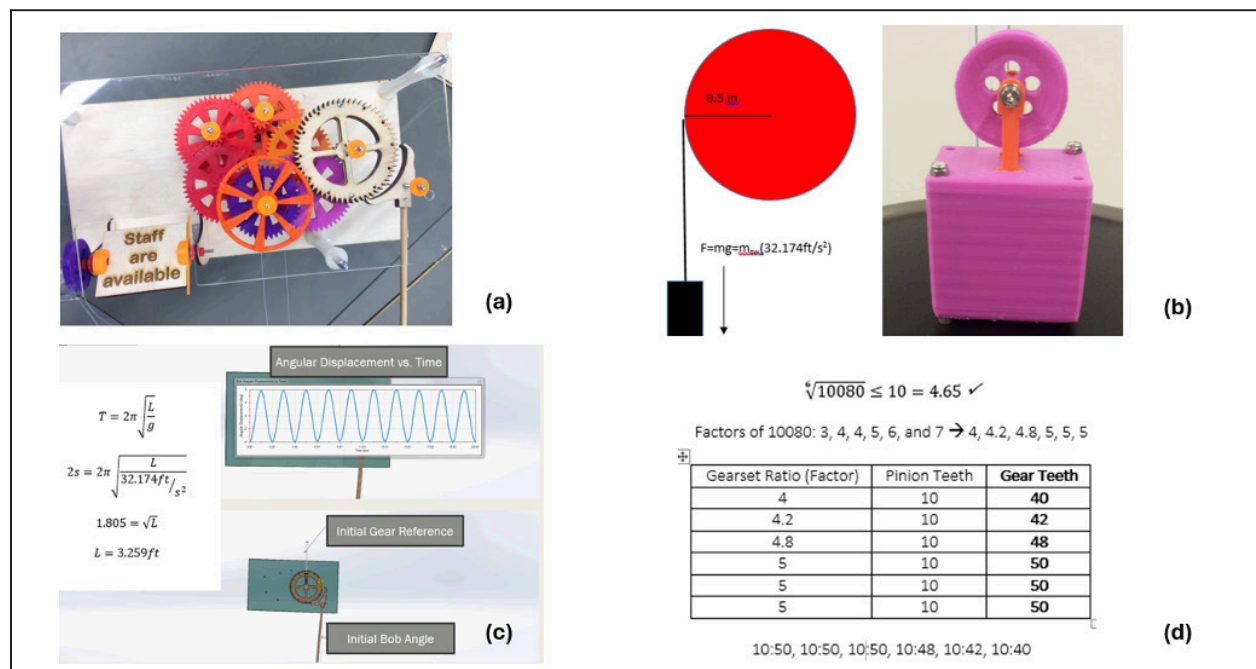 Staff
are
available
(a)
0.5 in
F=mg=m_Pw(32.174ft/s²)
(b)
Angular Displacement vs. Time
T = 2π√(L/g)
2s = 2π√(L/(32.174ft/s²))
1.805 = √L
L = 3.259ft
Initial Gear Reference
Initial Bob Angle
(c)
⁶√10080 ≤ 10 = 4.65 ✓
Factors of 10080: 3, 4, 4, 5, 6, and 7 → 4, 4.2, 4.8, 5, 5, 5
Gearset Ratio (Factor) Pinion Teeth Gear Teeth
4 10 40
4.2 10 42
4.8 10 48
5 10 50
5 10 50
5 10 50
10:50, 10:50, 10:50, 10:48, 10:42, 10:40
(d)